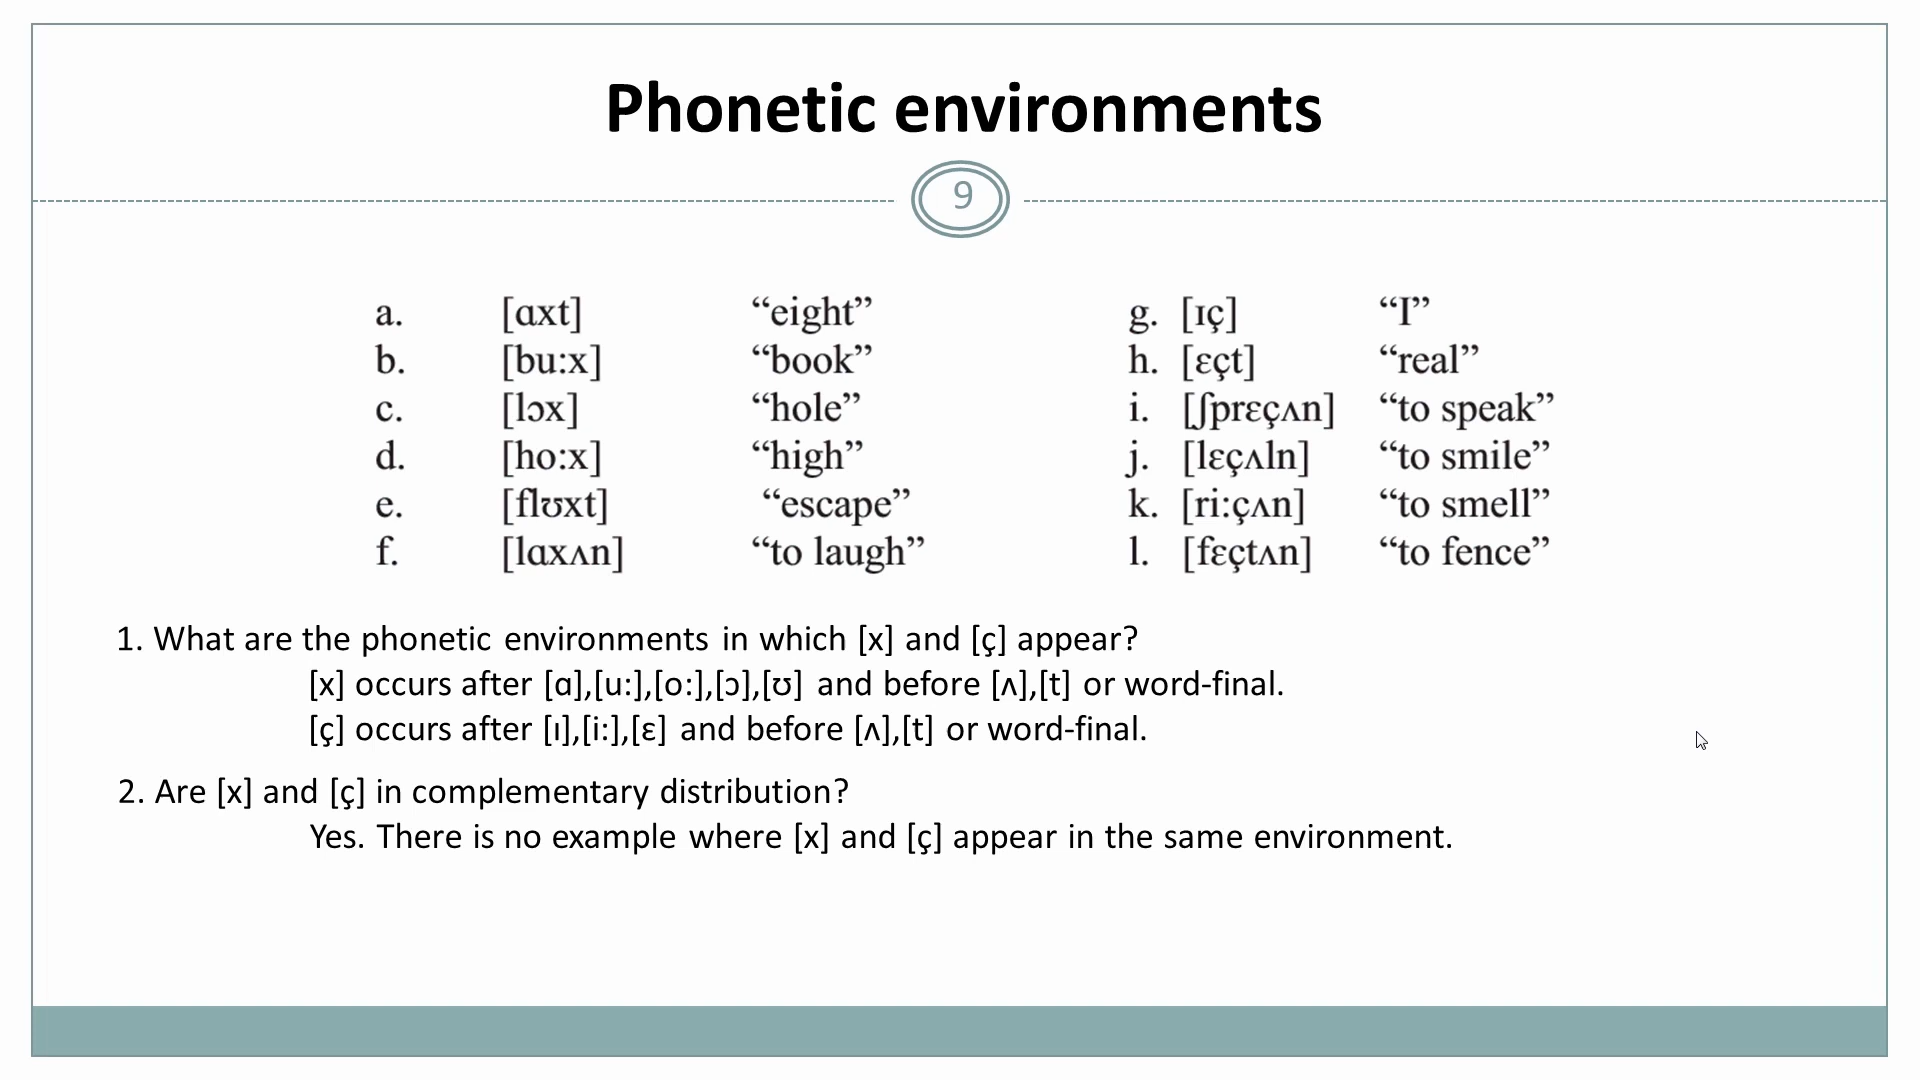 Phonetic environments
9
a. [ɑxt] “eight” g. [ɪç] “I”
b. [bu:x] “book” h. [ɛçt] “real”
c. [lɔx] “hole” i. [ʃprɛçʌn] “to speak”
d. [ho:x] “high” j. [lɛçʌln] “to smile”
e. [flʊxt] “escape” k. [ri:çʌn] “to smell”
f. [lɑxʌn] “to laugh” l. [fɛçtʌn] “to fence”
1. What are the phonetic environments in which [x] and [ç] appear?
[x] occurs after [ɑ],[u:],[o:],[ɔ],[ʊ] and before [ʌ],[t] or word-final.
[ç] occurs after [ɪ],[i:],[ɛ] and before [ʌ],[t] or word-final.
2. Are [x] and [ç] in complementary distribution?
Yes. There is no example where [x] and [ç] appear in the same environment.